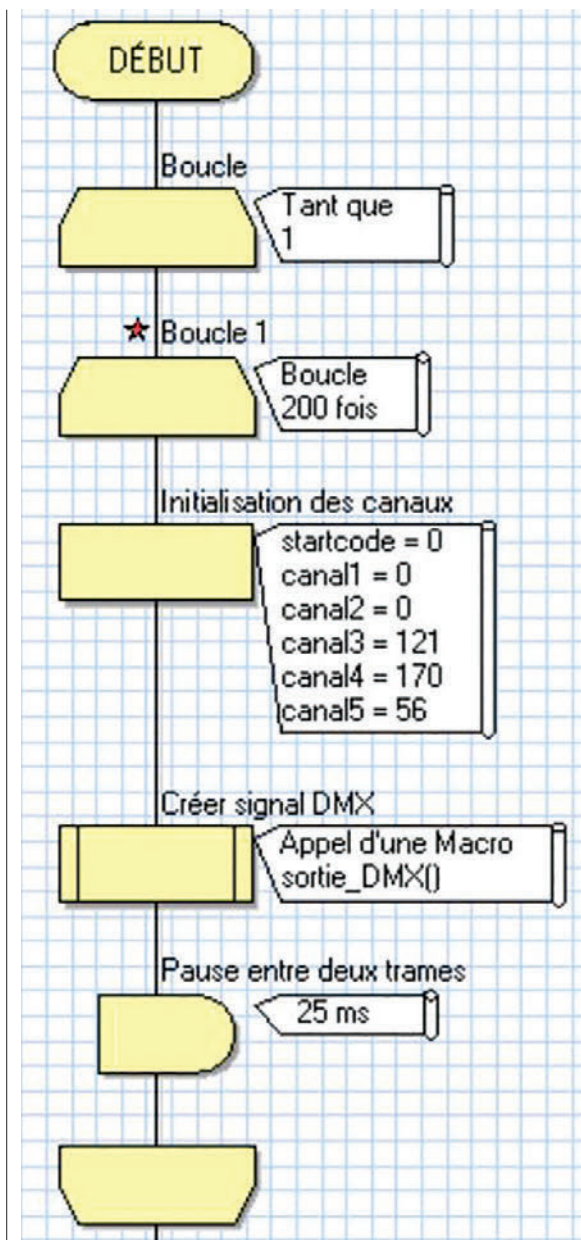 DÉBUT
Boucle
Tant que
1
Boucle 1
Boucle
200 fois
Initialisation des canaux
startcode = 0
canal1 = 0
canal2 = 0
canal3 = 121
canal4 = 170
canal5 = 56
Créer signal DMX
Appel d'une Macro
sortie_DMX()
Pause entre deux trames
25 ms